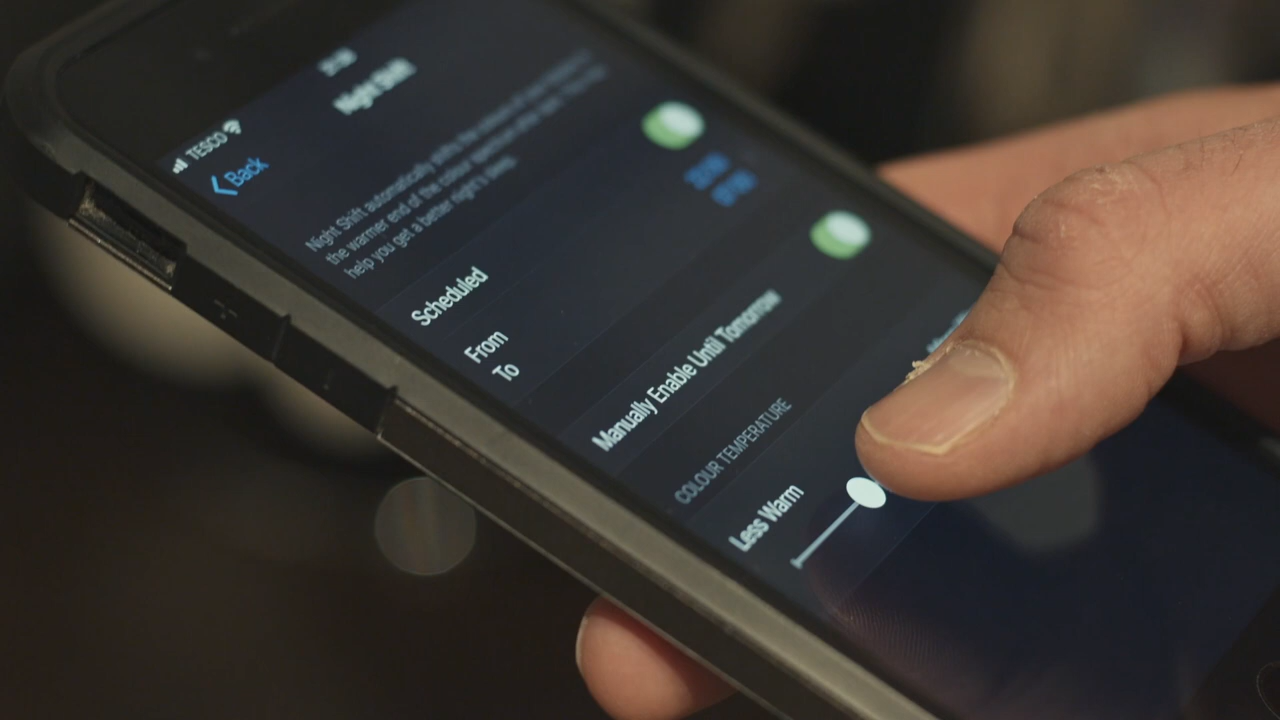 TESCO
Back
Night Shift
Night Shift automatically shifts the colours of your display to
the warmer end of the colour spectrum after dark. This may
help you get a better night's sleep.
Scheduled
From
To
Manually Enable Until Tomorrow
COLOUR TEMPERATURE
Less Warm